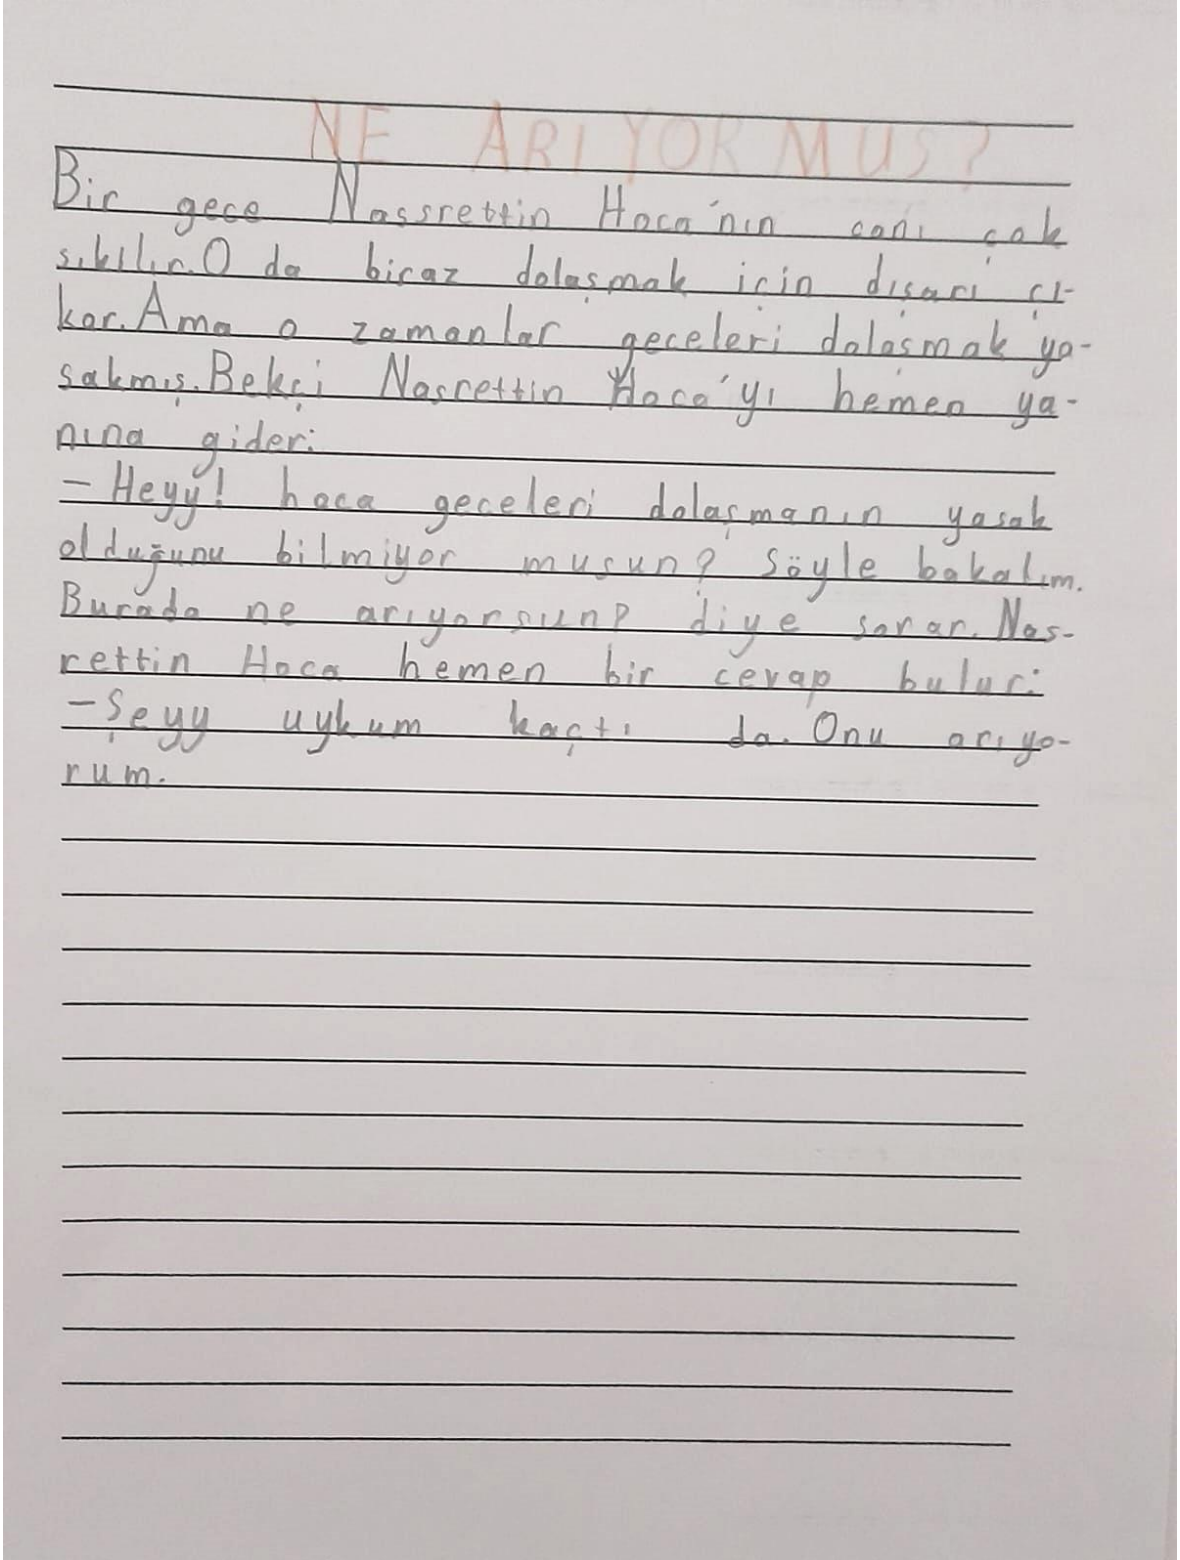 NE ARIYORMUŞ?
Bir gece Nassrettin Hoca'nın canı çok
sıkılır. O da biraz dolaşmak için dışarı çı-
kar. Ama o zamanlar geceleri dolaşmak ya-
sakmış. Bekçi Nasrettin Hoca'yı hemen ya-
nına gider:
- Heyy! hoca geceleri dolaşmanın yasak
olduğunu bilmiyor musun? Söyle bakalım.
Burada ne arıyorsun? diye sorar. Nas-
rettin Hoca hemen bir cevap bulur:
- Şeyy uykum kaçtı da. Onu arıyo-
rum.